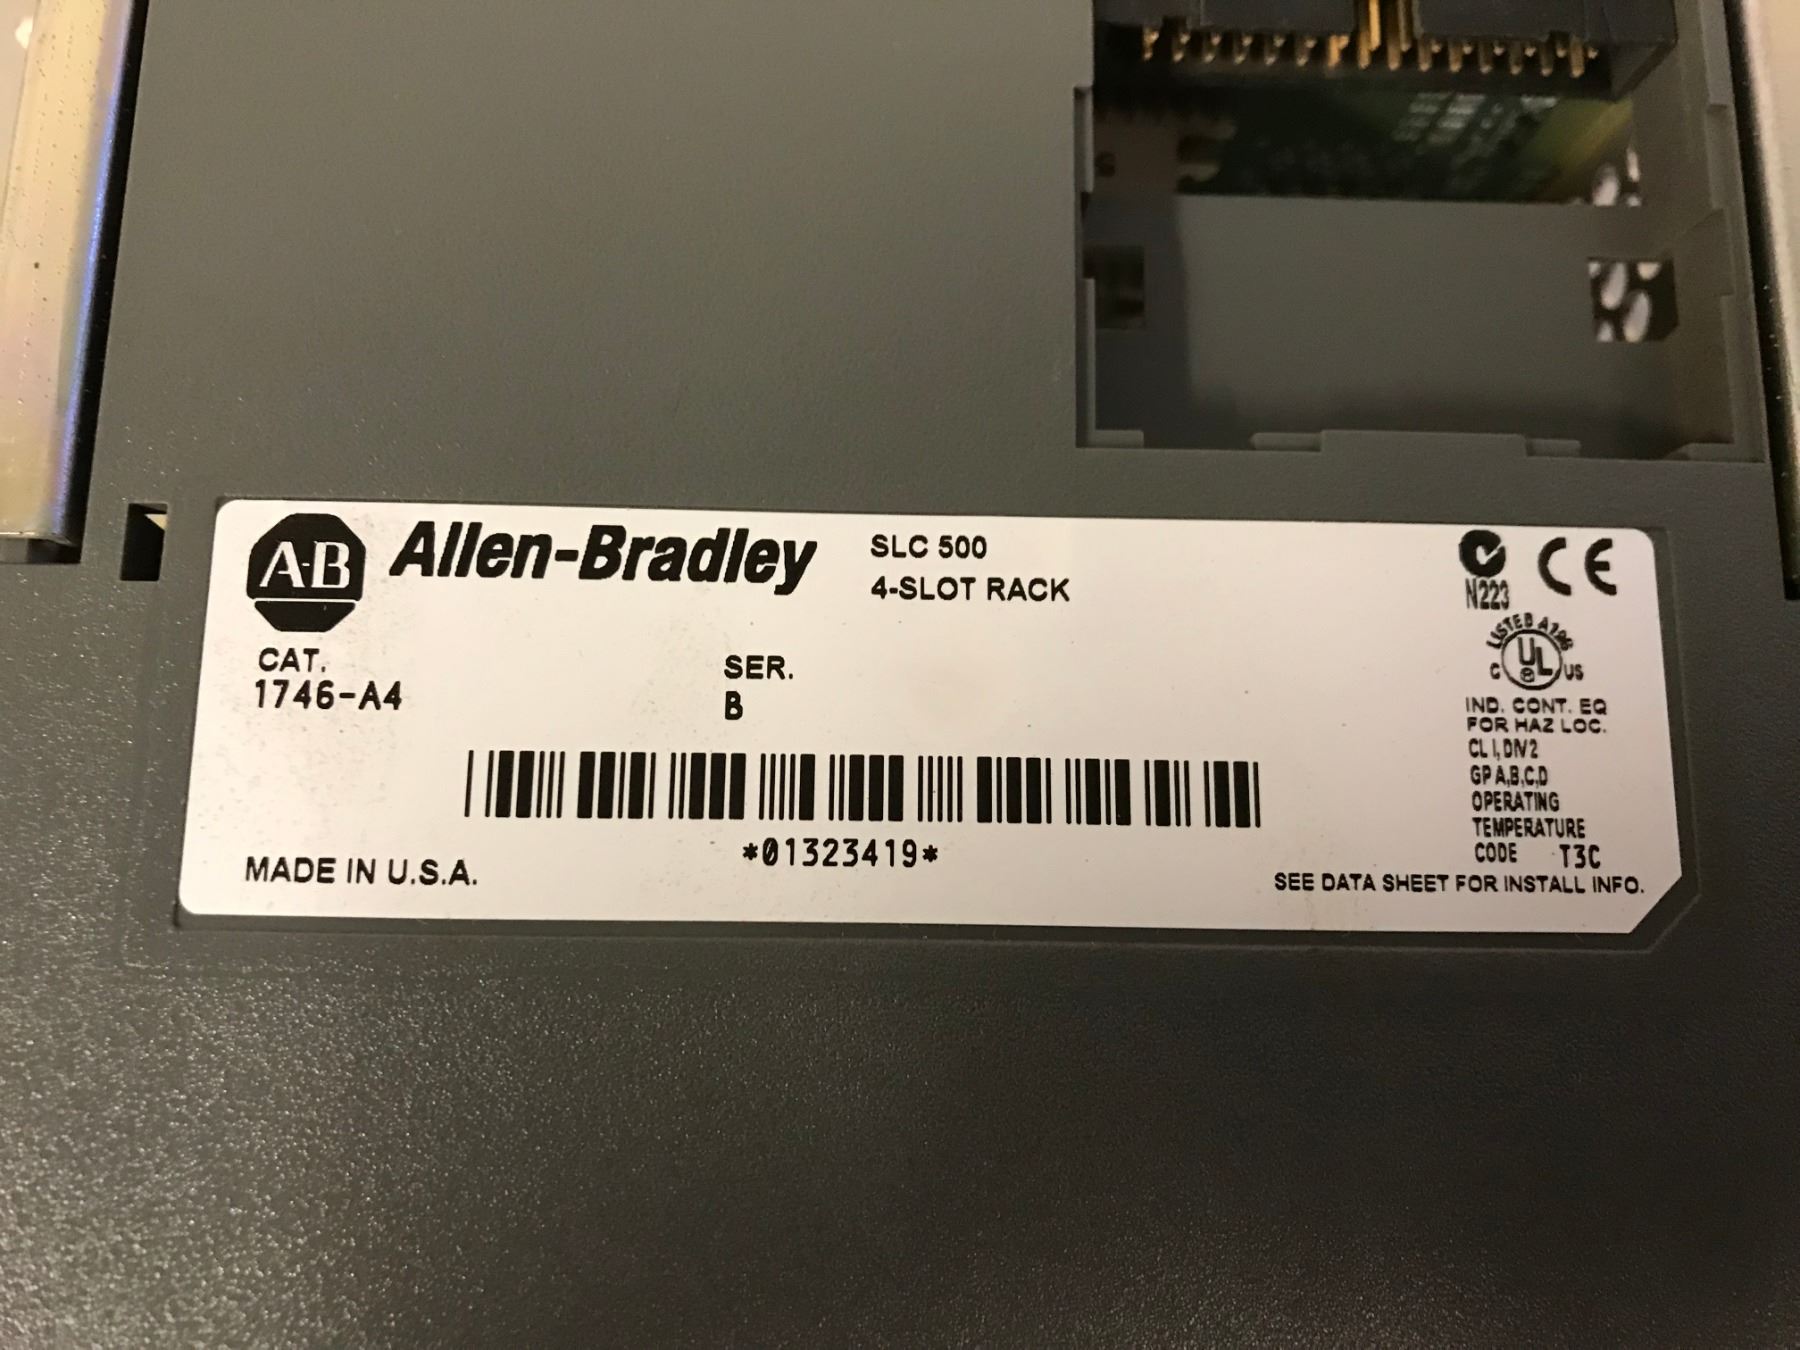 A-B Allen-Bradley
SLC 500
4-SLOT RACK
N223
CE
CAT.
1746-A4
SER.
B
LISTED A196
C UL US
IND. CONT. EQ
FOR HAZ LOC.
CL I, DIV 2
GP A,B,C,D
OPERATING
TEMPERATURE
CODE T3C
*01323419*
MADE IN U.S.A.
SEE DATA SHEET FOR INSTALL INFO.